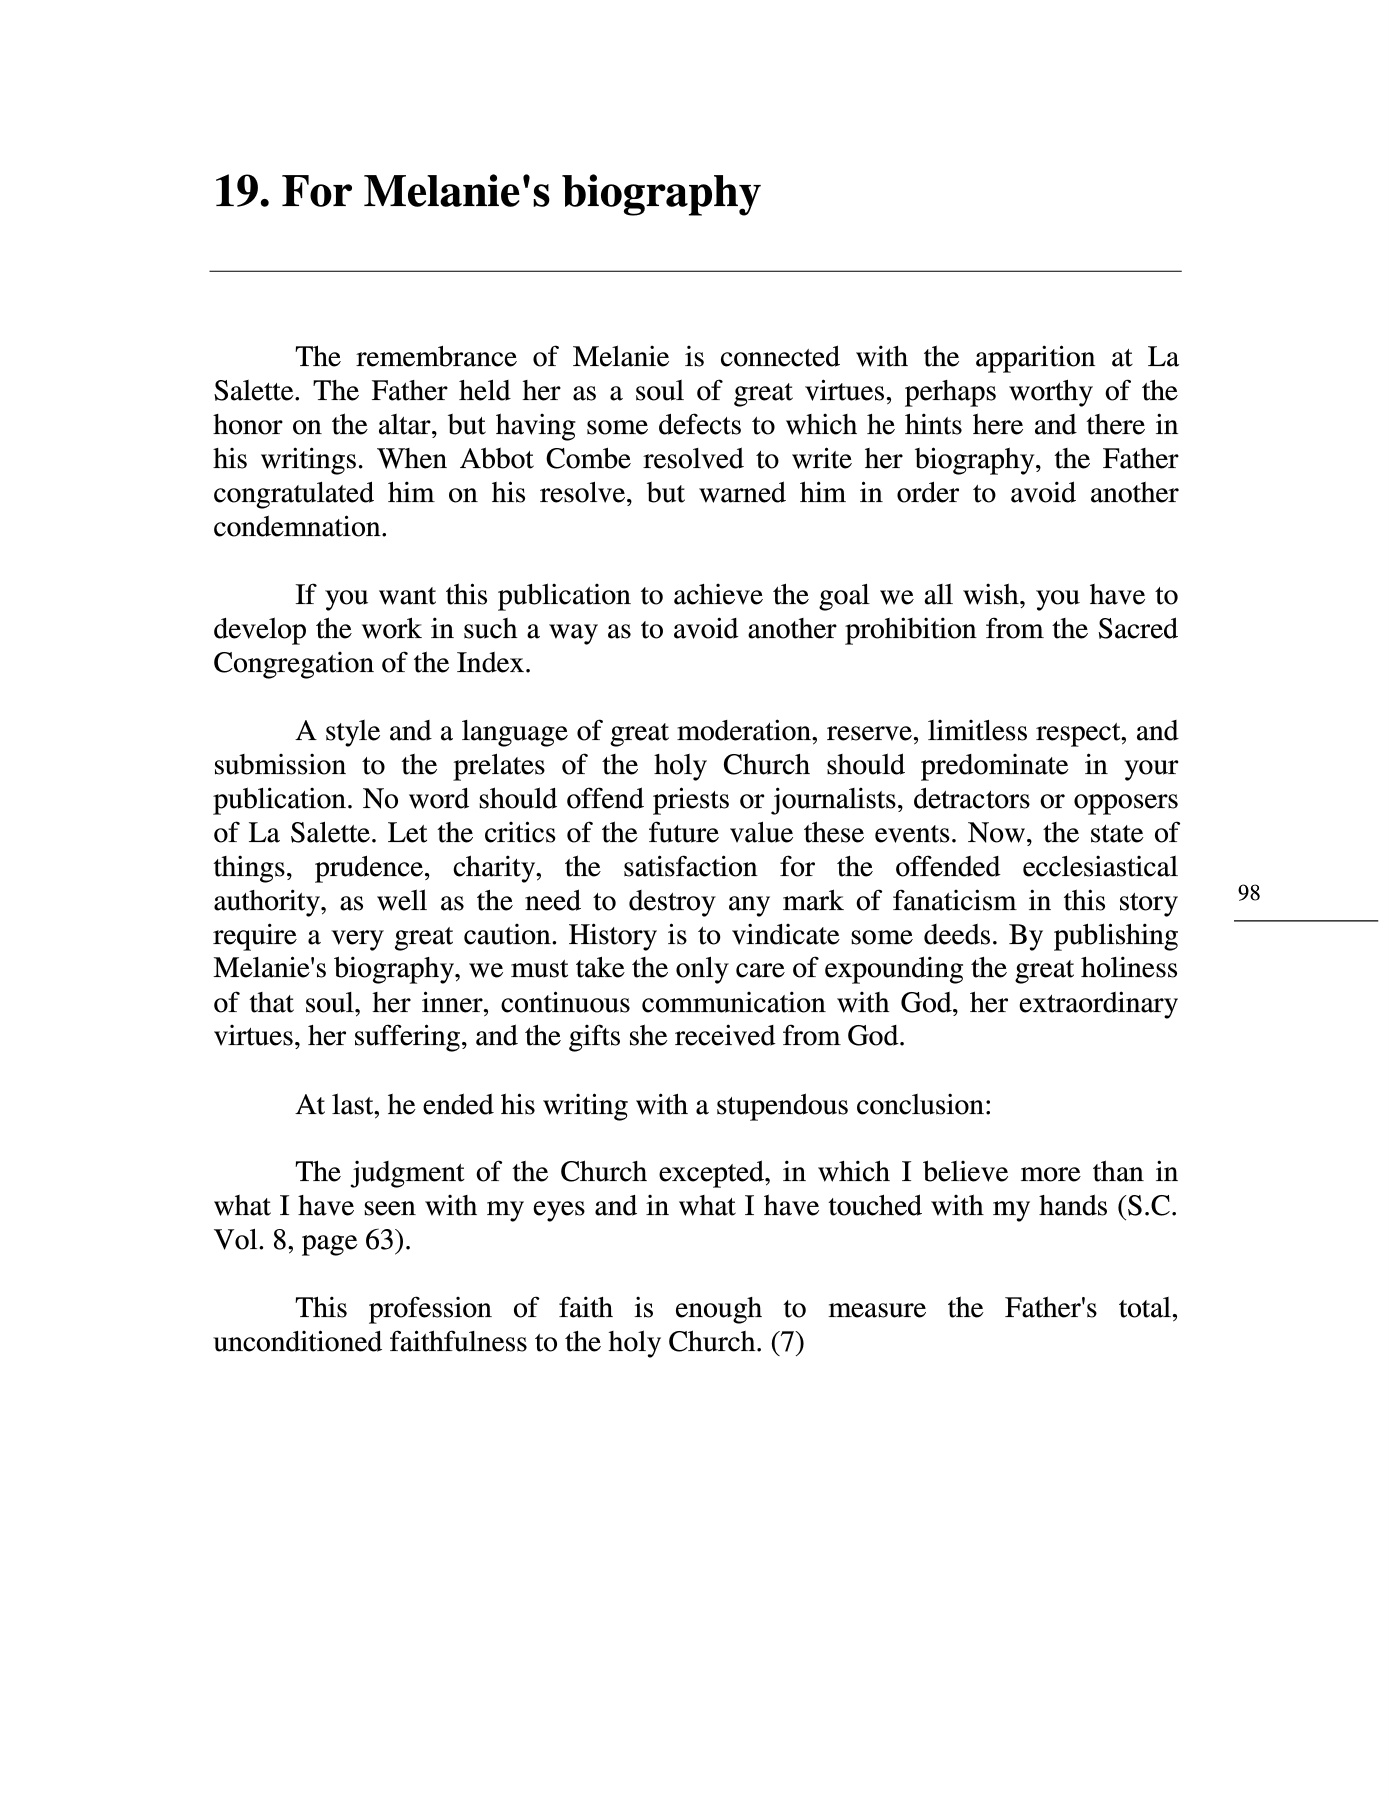 19. For Melanie's biography
The remembrance of Melanie is connected with the apparition at La
Salette. The Father held her as a soul of great virtues, perhaps worthy of the
honor on the altar, but having some defects to which he hints here and there in
his writings. When Abbot Combe resolved to write her biography, the Father
congratulated him on his resolve, but warned him in order to avoid another
condemnation.
If you want this publication to achieve the goal we all wish, you have to
develop the work in such a way as to avoid another prohibition from the Sacred
Congregation of the Index.
A style and a language of great moderation, reserve, limitless respect, and
submission to the prelates of the holy Church should predominate in your
publication. No word should offend priests or journalists, detractors or opposers
of La Salette. Let the critics of the future value these events. Now, the state of
things, prudence, charity, the satisfaction for the offended ecclesiastical
authority, as well as the need to destroy any mark of fanaticism in this story
require a very great caution. History is to vindicate some deeds. By publishing
Melanie's biography, we must take the only care of expounding the great holiness
of that soul, her inner, continuous communication with God, her extraordinary
virtues, her suffering, and the gifts she received from God.
At last, he ended his writing with a stupendous conclusion:
The judgment of the Church excepted, in which I believe more than in
what I have seen with my eyes and in what I have touched with my hands (S.C.
Vol. 8, page 63).
This profession of faith is enough to measure the Father's total,
unconditioned faithfulness to the holy Church. (7)
98